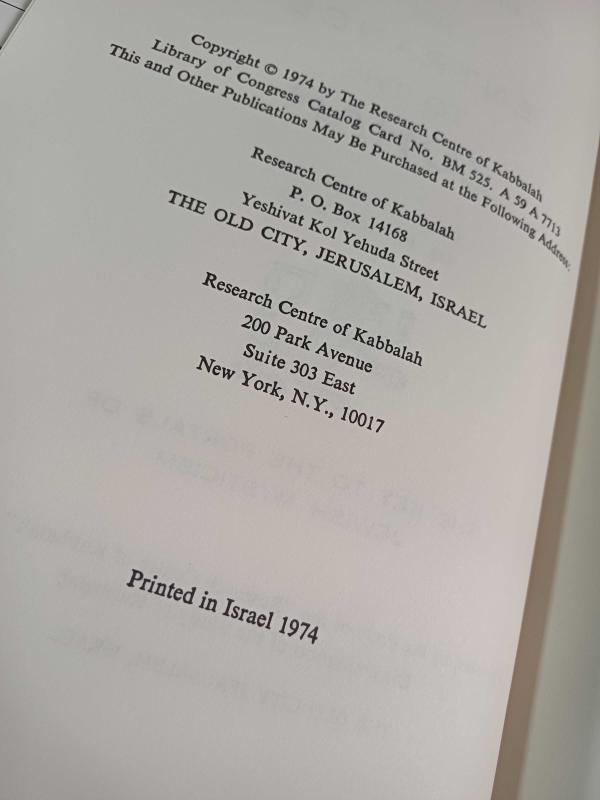 Copyright © 1974 by The Research Centre of Kabbalah
Library of Congress Catalog Card No. BM 525. A 59 A 7713
This and Other Publications May Be Purchased at the Following Address:
Research Centre of Kabbalah
P. O. Box 14168
Yeshivat Kol Yehuda Street
THE OLD CITY, JERUSALEM, ISRAEL
Research Centre of Kabbalah
200 Park Avenue
Suite 303 East
New York, N.Y., 10017
Printed in Israel 1974